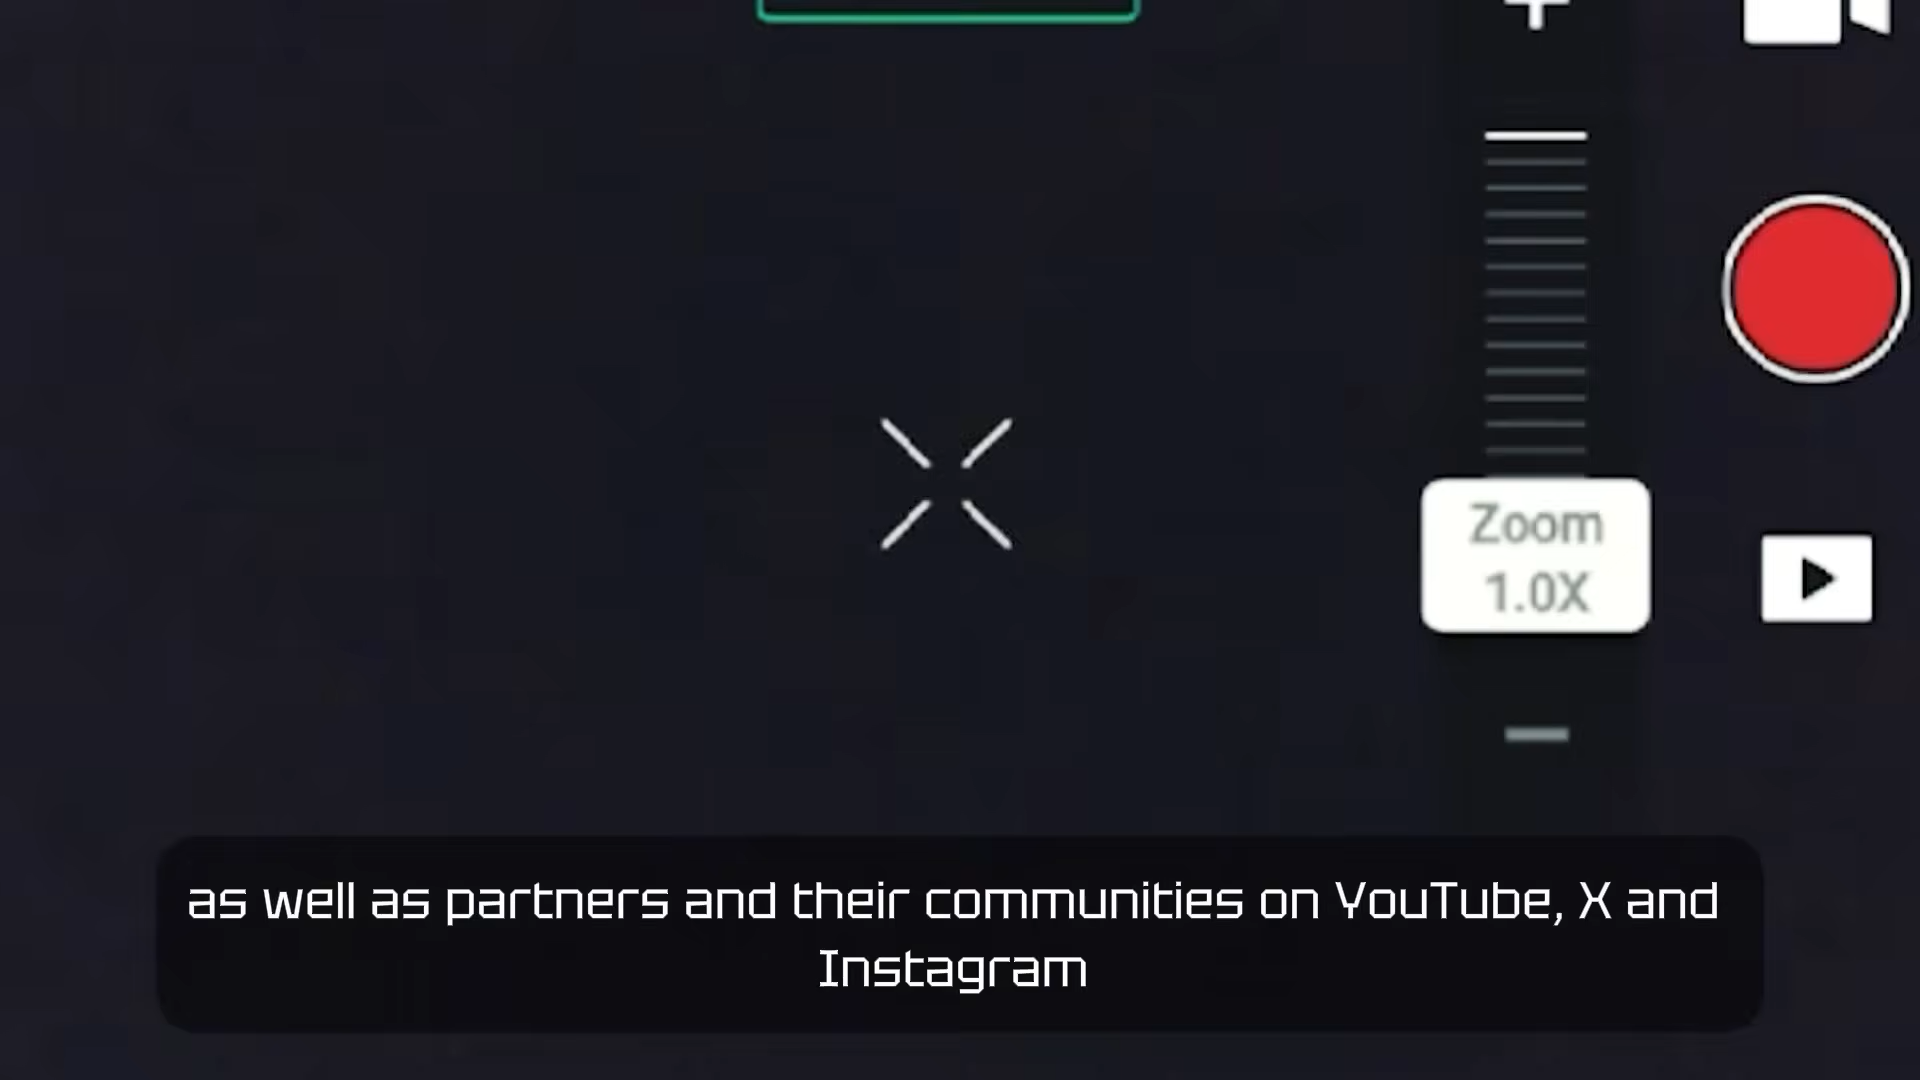 Zoom
1.0X
as well as partners and their communities on YouTube, X and
Instagram